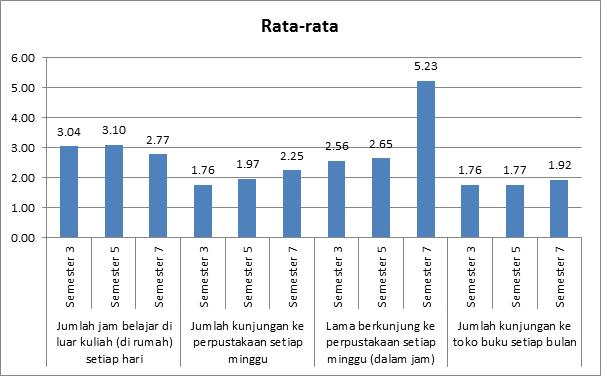 Rata-rata
6.00
5.00
4.00
3.00
2.00
1.00
0.00
3.04
3.10
2.77
1.76
1.97
2.25
2.56
2.65
5.23
1.76
1.77
1.92
Semester 3
Semester 5
Semester 7
Semester 3
Semester 5
Semester 7
Semester 3
Semester 5
Semester 7
Semester 3
Semester 5
Semester 7
Jumlah jam belajar di
luar kuliah (di rumah)
setiap hari
Jumlah kunjungan ke
perpustakaan setiap
minggu
Lama berkunjung ke
perpustakaan setiap
minggu (dalam jam)
Jumlah kunjungan ke
toko buku setiap bulan